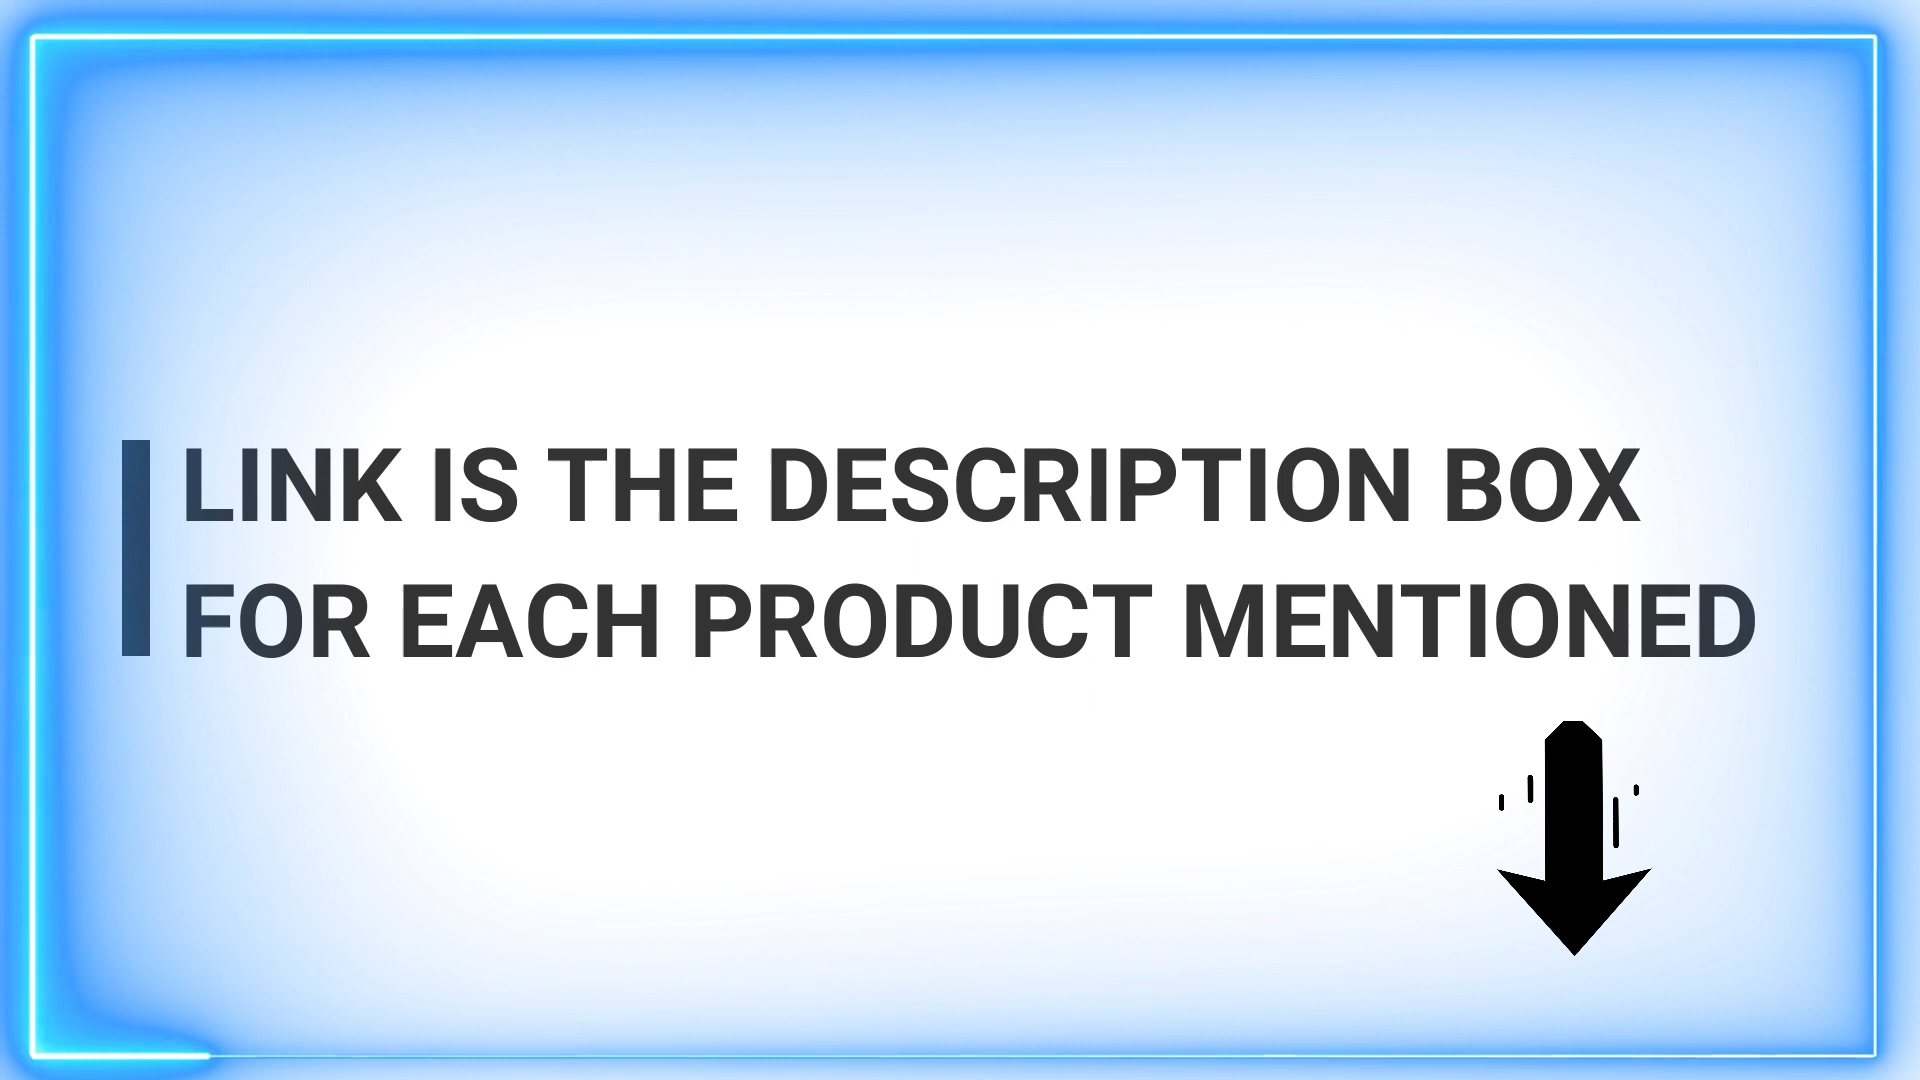 LINK IS THE DESCRIPTION BOX
FOR EACH PRODUCT MENTIONED